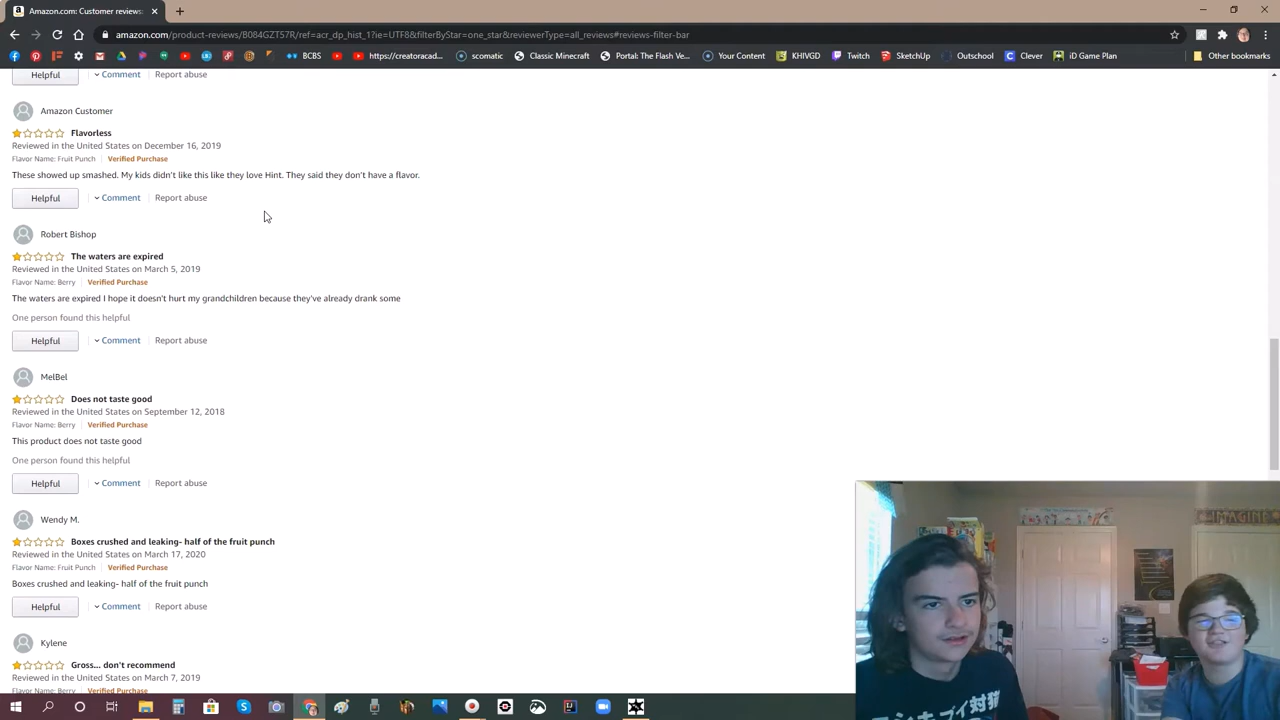 Amazon.com: Customer reviews:
amazon.com/product-reviews/B084GZT57R/ref=acr_dp_hist_1?ie=UTF8&filterByStar=one_star&reviewerType=all_reviews#reviews-filter-bar
BCBS https://creatoracad... scomatic Classic Minecraft Portal: The Flash Ve... Your Content KHIVGD Twitch SketchUp Outschool Clever iD Game Plan Other bookmarks
Helpful Comment Report abuse
Amazon Customer
Flavorless
Reviewed in the United States on December 16, 2019
Flavor Name: Fruit Punch | Verified Purchase
These showed up smashed. My kids didn't like this like they love Hint. They said they don't have a flavor.
Helpful Comment Report abuse
Robert Bishop
The waters are expired
Reviewed in the United States on March 5, 2019
Flavor Name: Berry | Verified Purchase
The waters are expired I hope it doesn't hurt my grandchildren because they've already drank some
One person found this helpful
Helpful Comment Report abuse
MelBel
Does not taste good
Reviewed in the United States on September 12, 2018
Flavor Name: Berry | Verified Purchase
This product does not taste good
One person found this helpful
Helpful Comment Report abuse
Wendy M.
Boxes crushed and leaking- half of the fruit punch
Reviewed in the United States on March 17, 2020
Flavor Name: Fruit Punch | Verified Purchase
Boxes crushed and leaking- half of the fruit punch
Helpful Comment Report abuse
Kylene
Gross... don't recommend
Reviewed in the United States on March 7, 2019
Flavor Name: Berry | Verified Purchase
IMAGINE